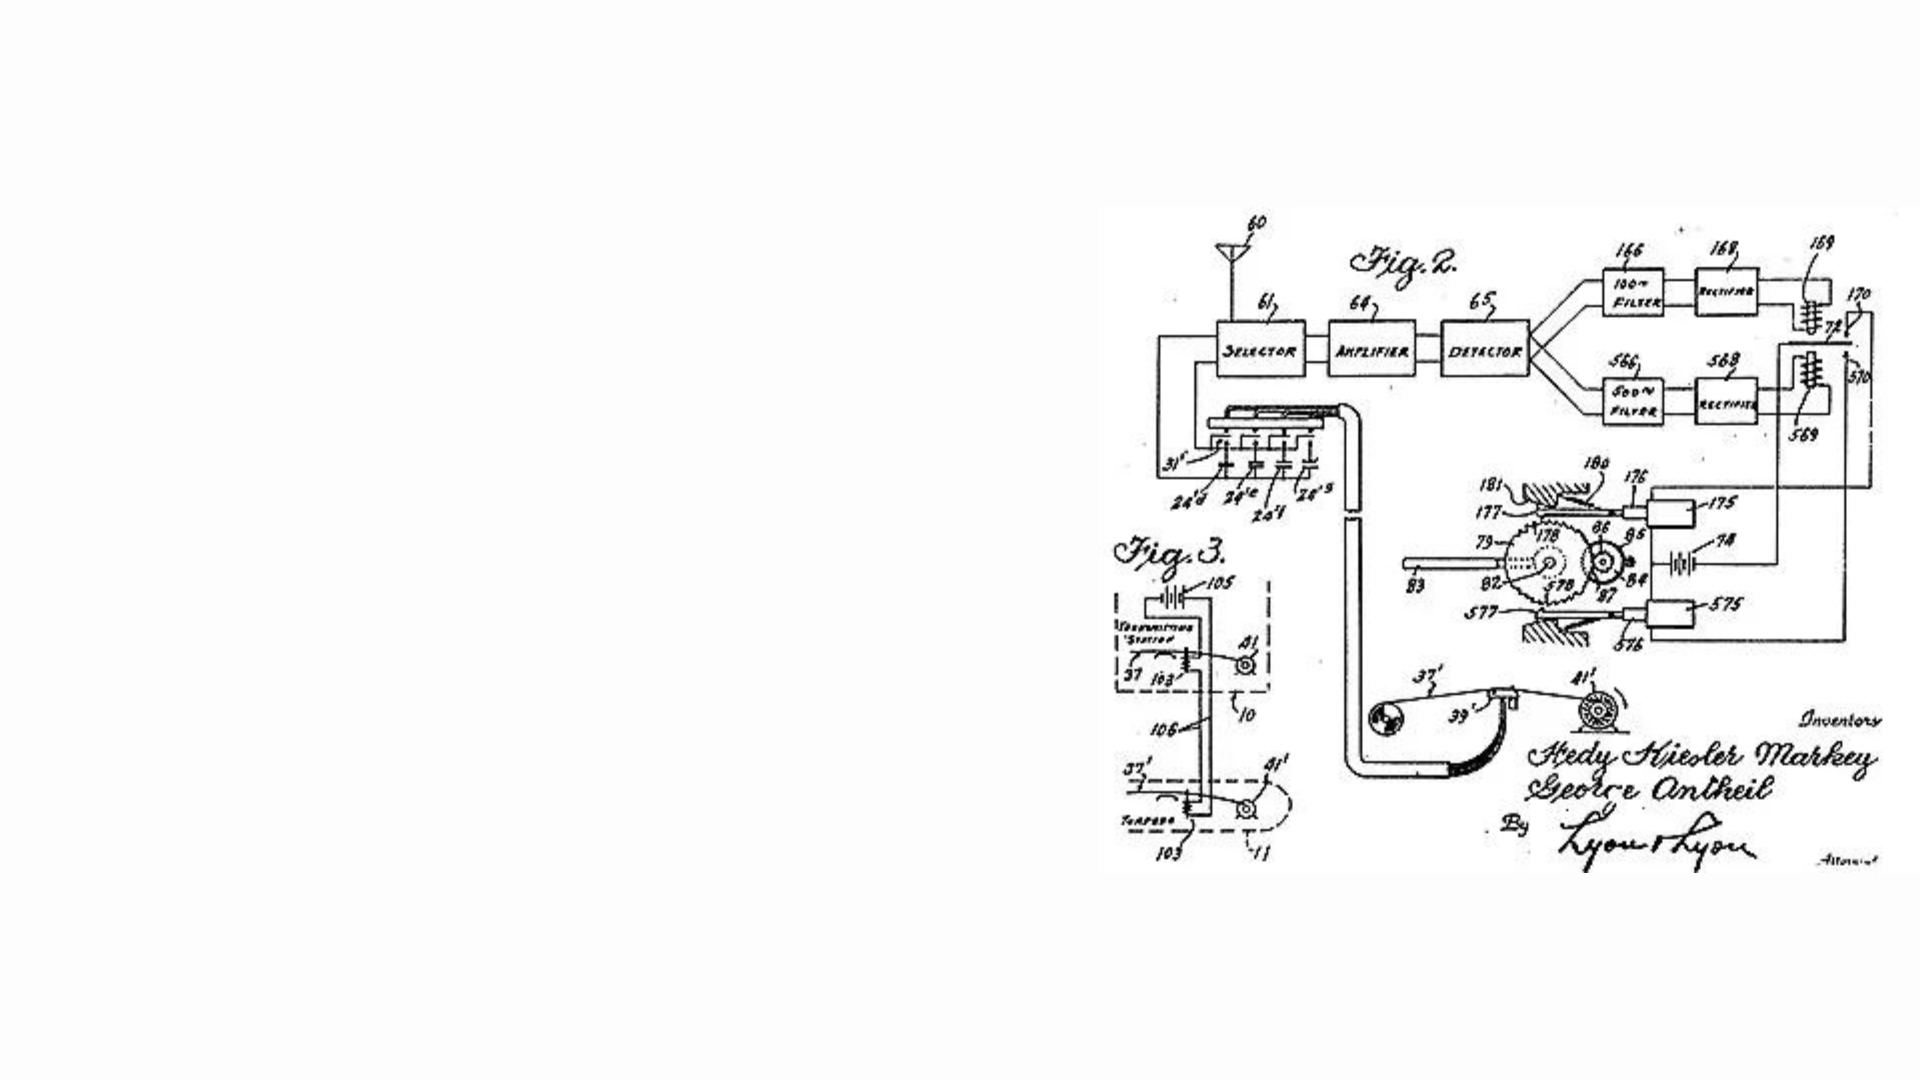 60
Fig. 2.
166
168
169
100~
FILTER
RECTIFIER
170
61
64
65
72
SELECTOR
AMPLIFIER
DETECTOR
566
568
570
500~
FILTER
RECTIFIER
569
31'
24'd
24'e
24'f
24'g
180
181
176
175
177
178
86
85
79
74
Fig. 3.
83
82
578
87
84
105
577
575
576
TRANSMITTING
STATION
41
37
103
10
37'
39'
41'
106
Inventors
Hedy Kiesler Markey
George Antheil
37'
41'
By
Lyon & Lyon
TORPEDO
103
11
Attorneys